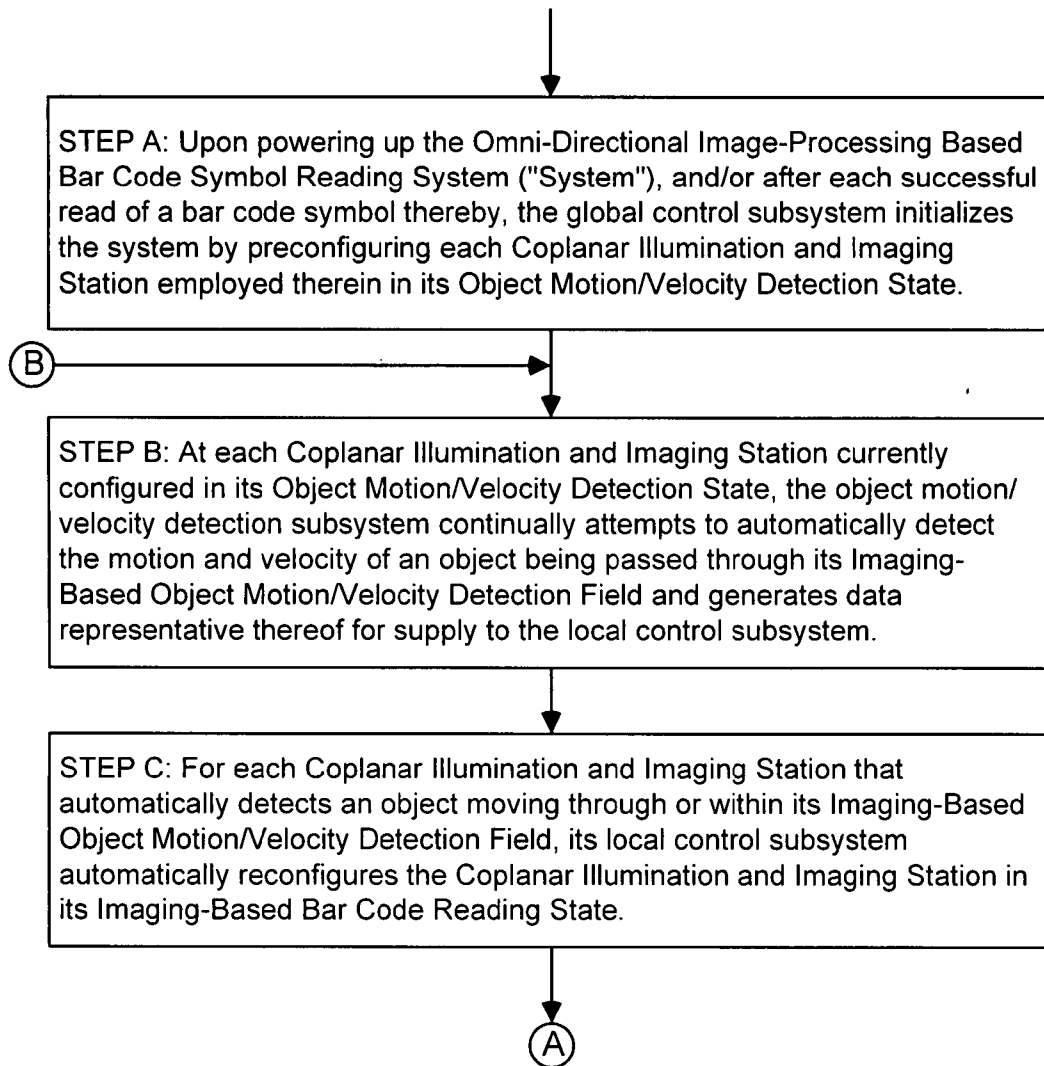 STEP A: Upon powering up the Omni-Directional Image-Processing Based
Bar Code Symbol Reading System ("System"), and/or after each successful
read of a bar code symbol thereby, the global control subsystem initializes
the system by preconfiguring each Coplanar Illumination and Imaging
Station employed therein in its Object Motion/Velocity Detection State.
B
STEP B: At each Coplanar Illumination and Imaging Station currently
configured in its Object Motion/Velocity Detection State, the object motion/
velocity detection subsystem continually attempts to automatically detect
the motion and velocity of an object being passed through its Imaging-
Based Object Motion/Velocity Detection Field and generates data
representative thereof for supply to the local control subsystem.
STEP C: For each Coplanar Illumination and Imaging Station that
automatically detects an object moving through or within its Imaging-Based
Object Motion/Velocity Detection Field, its local control subsystem
automatically reconfigures the Coplanar Illumination and Imaging Station in
its Imaging-Based Bar Code Reading State.
A